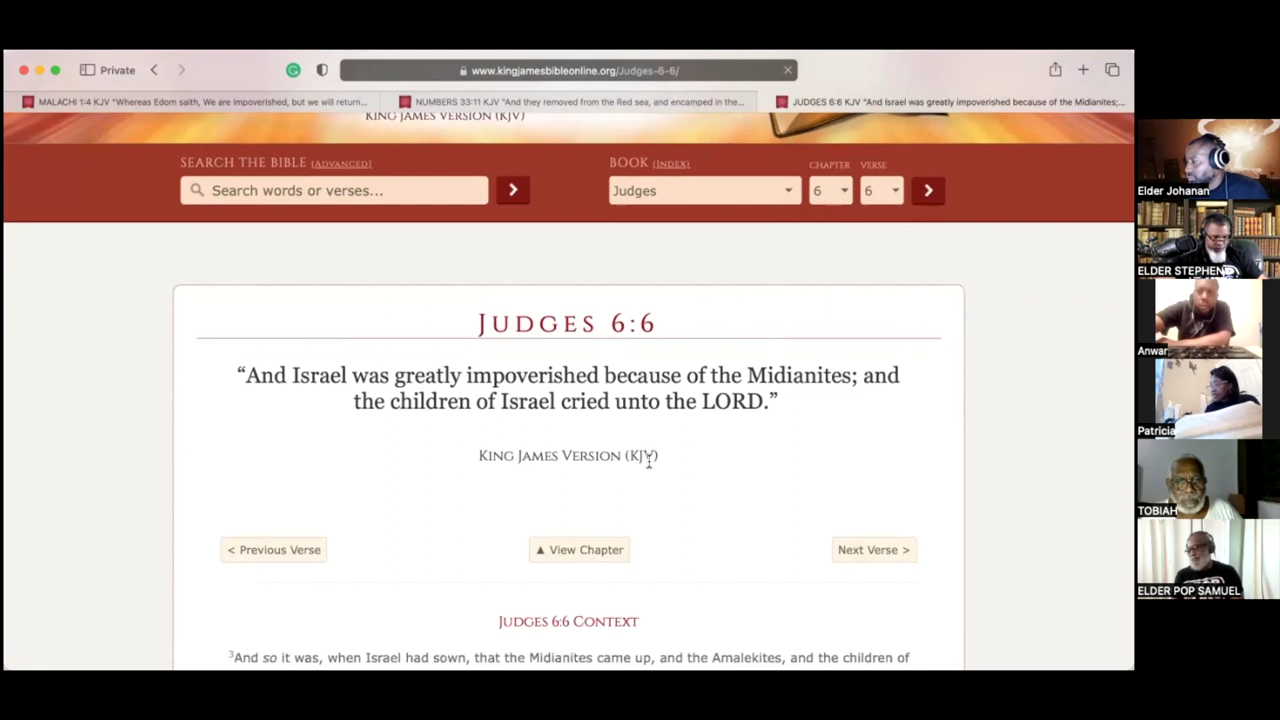 Private
www.kingjamesbibleonline.org/Judges-6-6/
MALACHI 1:4 KJV "Whereas Edom saith, We are impoverished, but we will return...
NUMBERS 33:11 KJV "And they removed from the Red sea, and encamped in the...
JUDGES 6:6 KJV "And Israel was greatly impoverished because of the Midianites;...
KING JAMES VERSION (KJV)
SEARCH THE BIBLE (ADVANCED)
BOOK (INDEX)
CHAPTER
VERSE
Search words or verses...
Judges
6
6
JUDGES 6:6
“And Israel was greatly impoverished because of the Midianites; and
the children of Israel cried unto the LORD.”
KING JAMES VERSION (KJV)
< Previous Verse
▲ View Chapter
Next Verse >
JUDGES 6:6 CONTEXT
3And so it was, when Israel had sown, that the Midianites came up, and the Amalekites, and the children of
Elder Johanan
ELDER STEPHEN
Anwar
Patricia
TOBIAH
ELDER POP SAMUEL